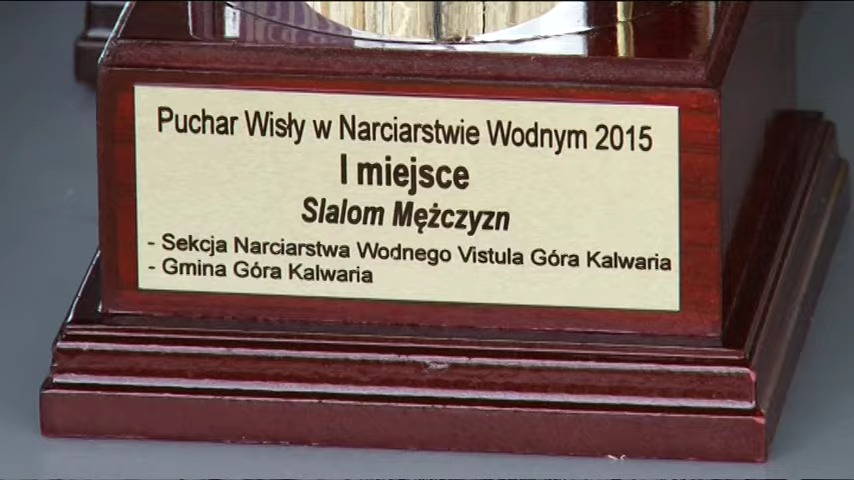 Puchar Wisły w Narciarstwie Wodnym 2015
I miejsce
Slalom Mężczyzn
- Sekcja Narciarstwa Wodnego Vistula Góra Kalwaria
- Gmina Góra Kalwaria